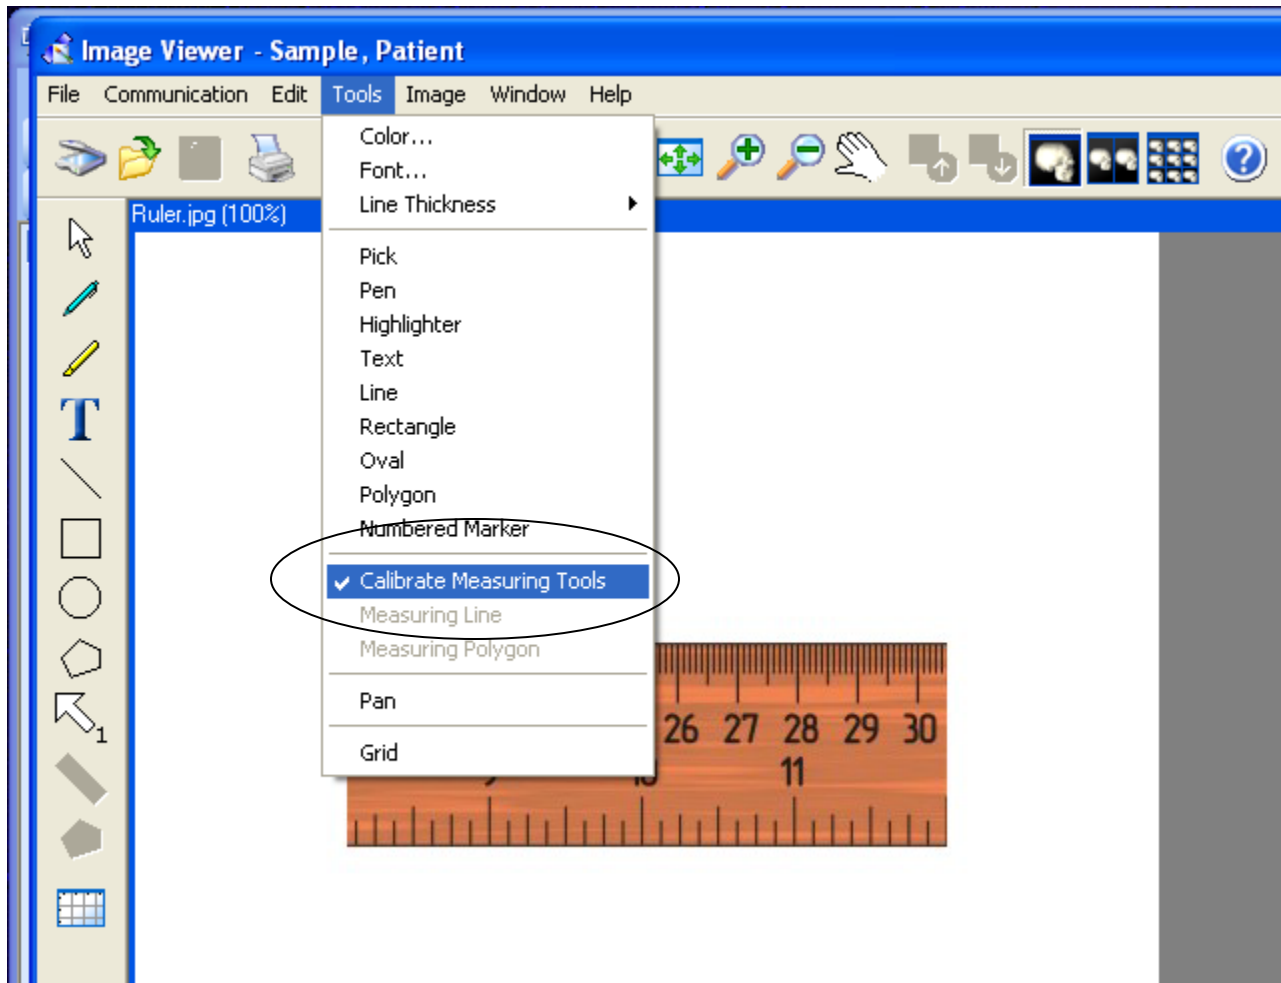 Image Viewer - Sample, Patient
File Communication Edit Tools Image Window Help
Ruler.jpg (100%)
Color...
Font...
Line Thickness
Pick
Pen
Highlighter
Text
Line
Rectangle
Oval
Polygon
Numbered Marker
Calibrate Measuring Tools
Measuring Line
Measuring Polygon
Pan
Grid
T
1
26 27 28 29 30
11